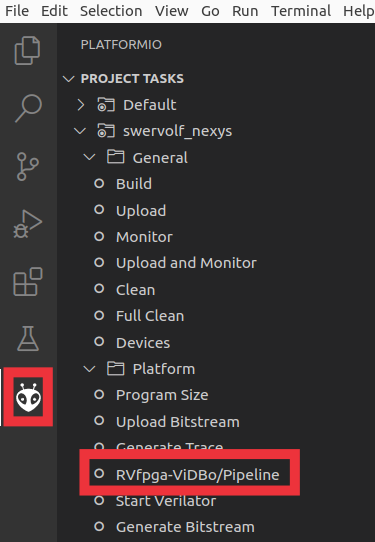 File Edit Selection View Go Run Terminal Help
PLATFORMIO
PROJECT TASKS
Default
swervolf_nexys
General
Build
Upload
Monitor
Upload and Monitor
Clean
Full Clean
Devices
Platform
Program Size
Upload Bitstream
Generate Trace
RVfpga-ViDBo/Pipeline
Start Verilator
Generate Bitstream